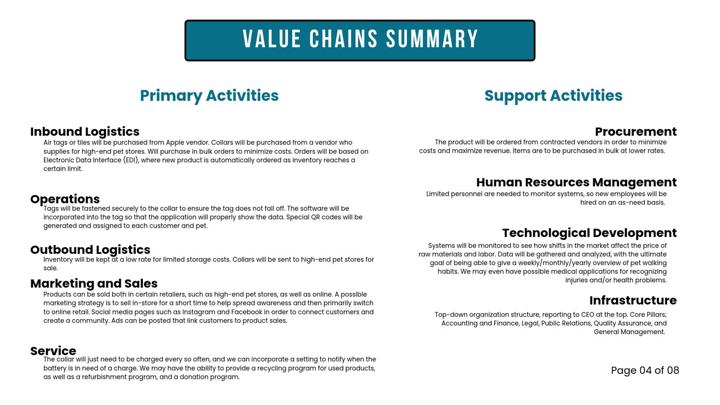 VALUE CHAINS SUMMARY
Primary Activities
Inbound Logistics
Air tags or tiles will be purchased from Apple vendor. Collars will be purchased from a vendor who
supplies for high-end pet stores. Will purchase in bulk orders to minimize costs. Orders will be based on
Electronic Data Interface (EDI), where new product is automatically ordered as inventory reaches a
certain limit.
Operations
Tags will be fastened securely to the collar to ensure the tag does not fall off. The software will be
incorporated into the tag so that the application will properly show the data. Special QR codes will be
generated and assigned to each customer and pet.
Outbound Logistics
Inventory will be kept at a low rate for limited storage costs. Collars will be sent to high-end pet stores for
sale.
Marketing and Sales
Products can be sold both in certain retailers, such as high-end pet stores, as well as online. A possible
marketing strategy is to sell in-store for a short time to help spread awareness and then primarily switch
to online retail. Social media pages such as Instagram and Facebook in order to connect customers and
create a community. Ads can be posted that link customers to product sales.
Service
The collar will just need to be charged every so often, and we can incorporate a setting to notify when the
battery is in need of a charge. We may have the ability to provide a recycling program for used products,
as well as a refurbishment program, and a donation program.
Support Activities
Procurement
The product will be ordered from contracted vendors in order to minimize
costs and maximize revenue. Items are to be purchased in bulk at lower rates.
Human Resources Management
Limited personnel are needed to monitor systems, so new employees will be
hired on an as-need basis.
Technological Development
Systems will be monitored to see how shifts in the market affect the price of
raw materials and labor. Data will be gathered and analyzed, with the ultimate
goal of being able to give a weekly/monthly/yearly overview of pet walking
habits. We may even have possible medical applications for recognizing
injuries and/or health problems.
Infrastructure
Top-down organization structure, reporting to CEO at the top. Core Pillars;
Accounting and Finance, Legal, Public Relations, Quality Assurance, and
General Management.
Page 04 of 08